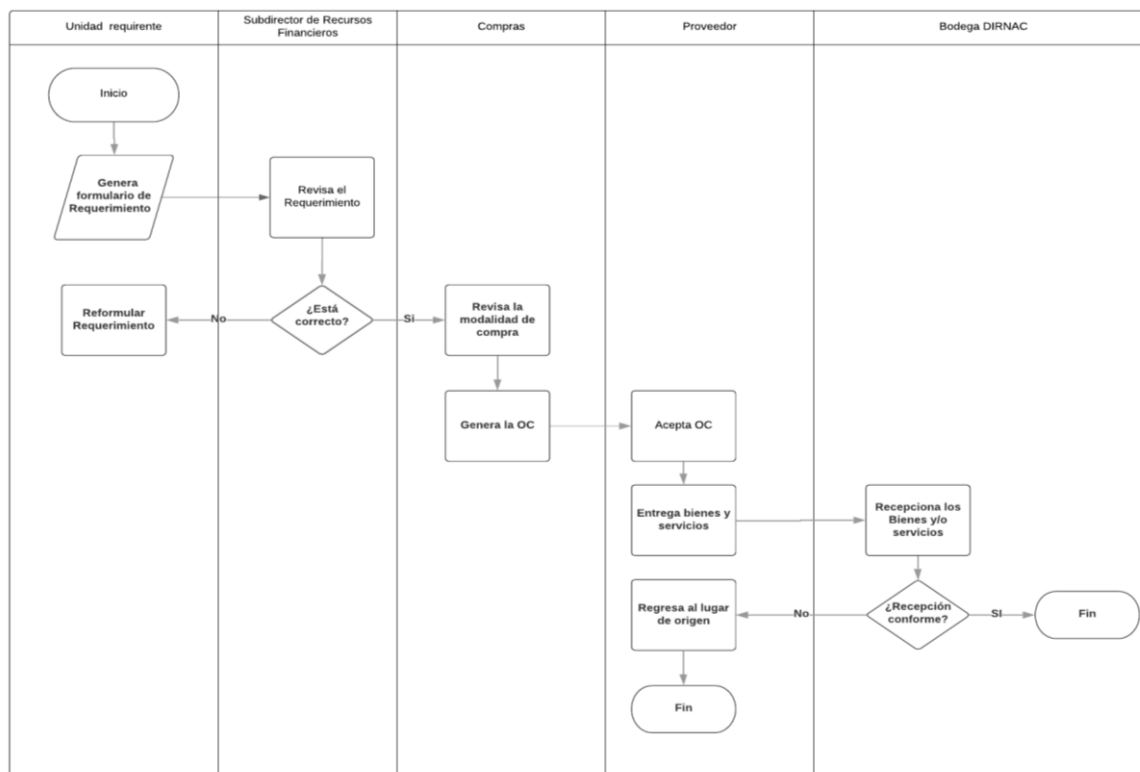 Unidad requirente
Subdirector de Recursos
Financieros
Compras
Proveedor
Bodega DIRNAC
Inicio
Genera
formulario de
Requerimiento
Revisa el
Requerimiento
Reformular
Requerimiento
No
¿Está
correcto?
Si
Revisa la
modalidad de
compra
Genera la OC
Acepta OC
Entrega bienes y
servicios
Recepciona los
Bienes y/o
servicios
Regresa al lugar
de origen
No
¿Recepción
conforme?
SI
Fin
Fin